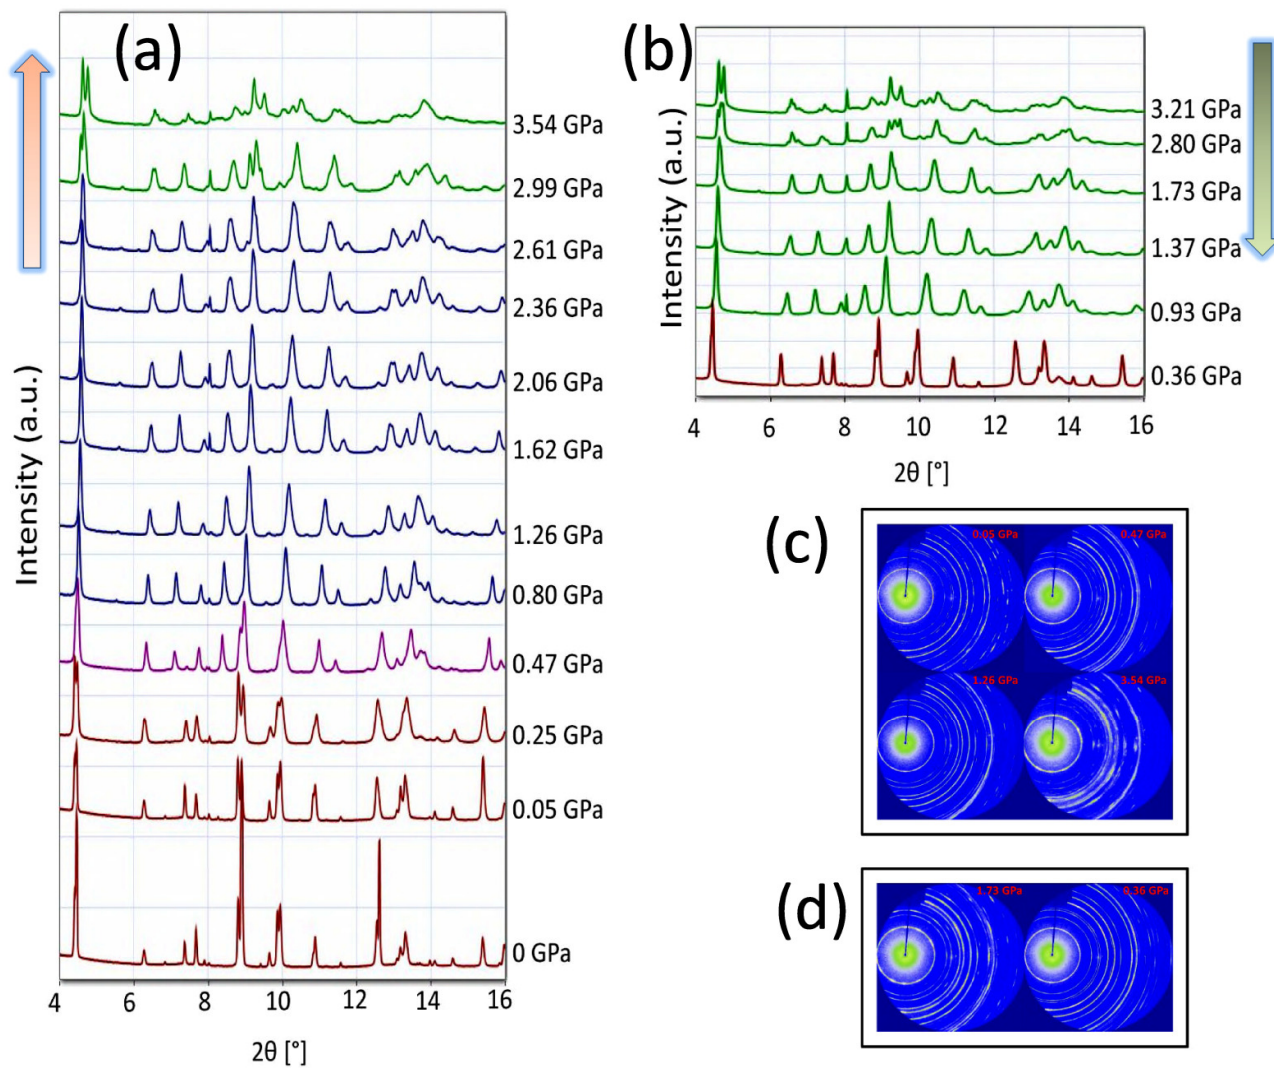 (a)
Intensity (a.u.)
3.54 GPa
2.99 GPa
2.61 GPa
2.36 GPa
2.06 GPa
1.62 GPa
1.26 GPa
0.80 GPa
0.47 GPa
0.25 GPa
0.05 GPa
0 GPa
4 6 8 10 12 14 16
2θ [°]
(b)
Intensity (a.u.)
3.21 GPa
2.80 GPa
1.73 GPa
1.37 GPa
0.93 GPa
0.36 GPa
4 6 8 10 12 14 16
2θ [°]
(c)
0.05 GPa 0.47 GPa
1.26 GPa 3.54 GPa
(d)
1.73 GPa 0.36 GPa